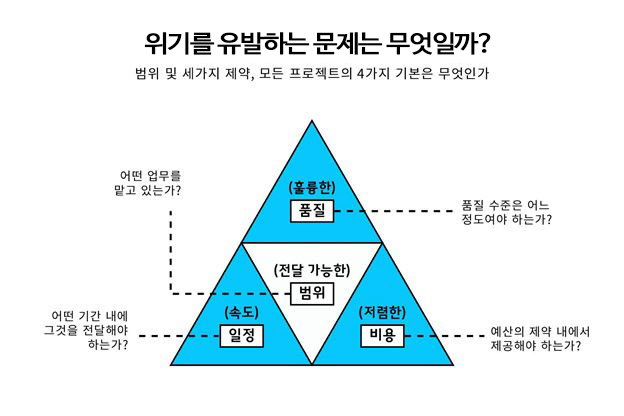 위기를 유발하는 문제는 무엇일까?
범위 및 세가지 제약, 모든 프로젝트의 4가지 기본은 무엇인가
어떤 업무를
맡고 있는가?
(훌륭한)
품질
품질 수준은 어느
정도여야 하는가?
(전달 가능한)
범위
어떤 기간 내에
그것을 전달해야
하는가?
(속도)
일정
(저렴한)
비용
예산의 제약 내에서
제공해야 하는가?